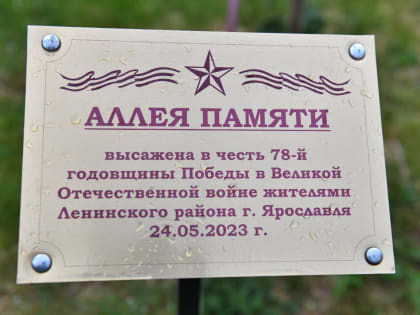 АЛЛЕЯ ПАМЯТИ
высажена в честь 78-й
годовщины Победы в Великой
Отечественной войне жителями
Ленинского района г. Ярославля
24.05.2023 г.